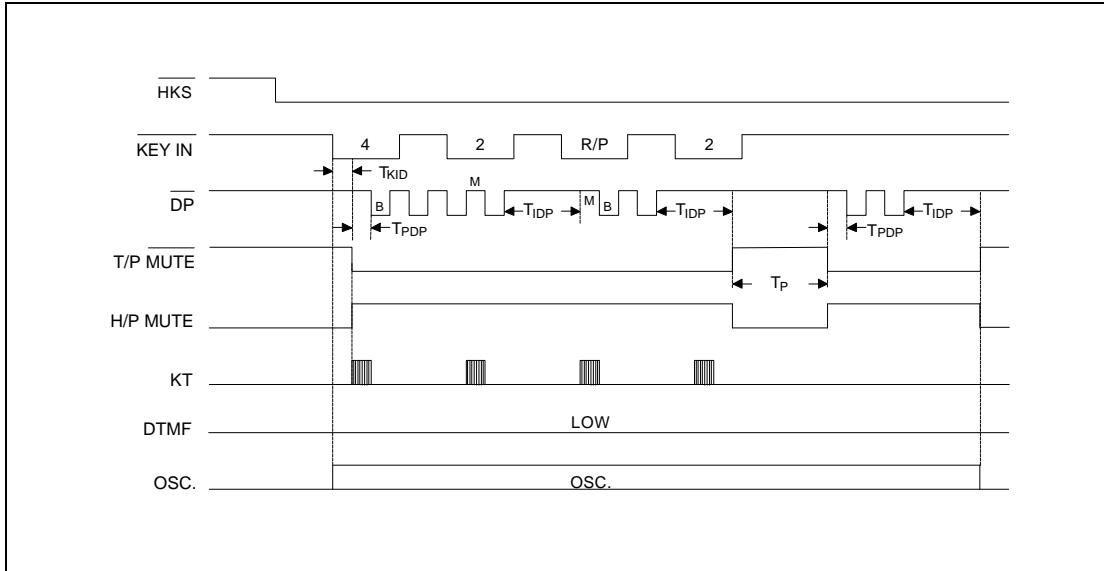 HKS
KEY IN 4 2 R/P 2
TKID
M
DP B TIDP M B TIDP TIDP
TPDP TPDP
T/P MUTE
TP
H/P MUTE
KT
DTMF LOW
OSC. OSC.